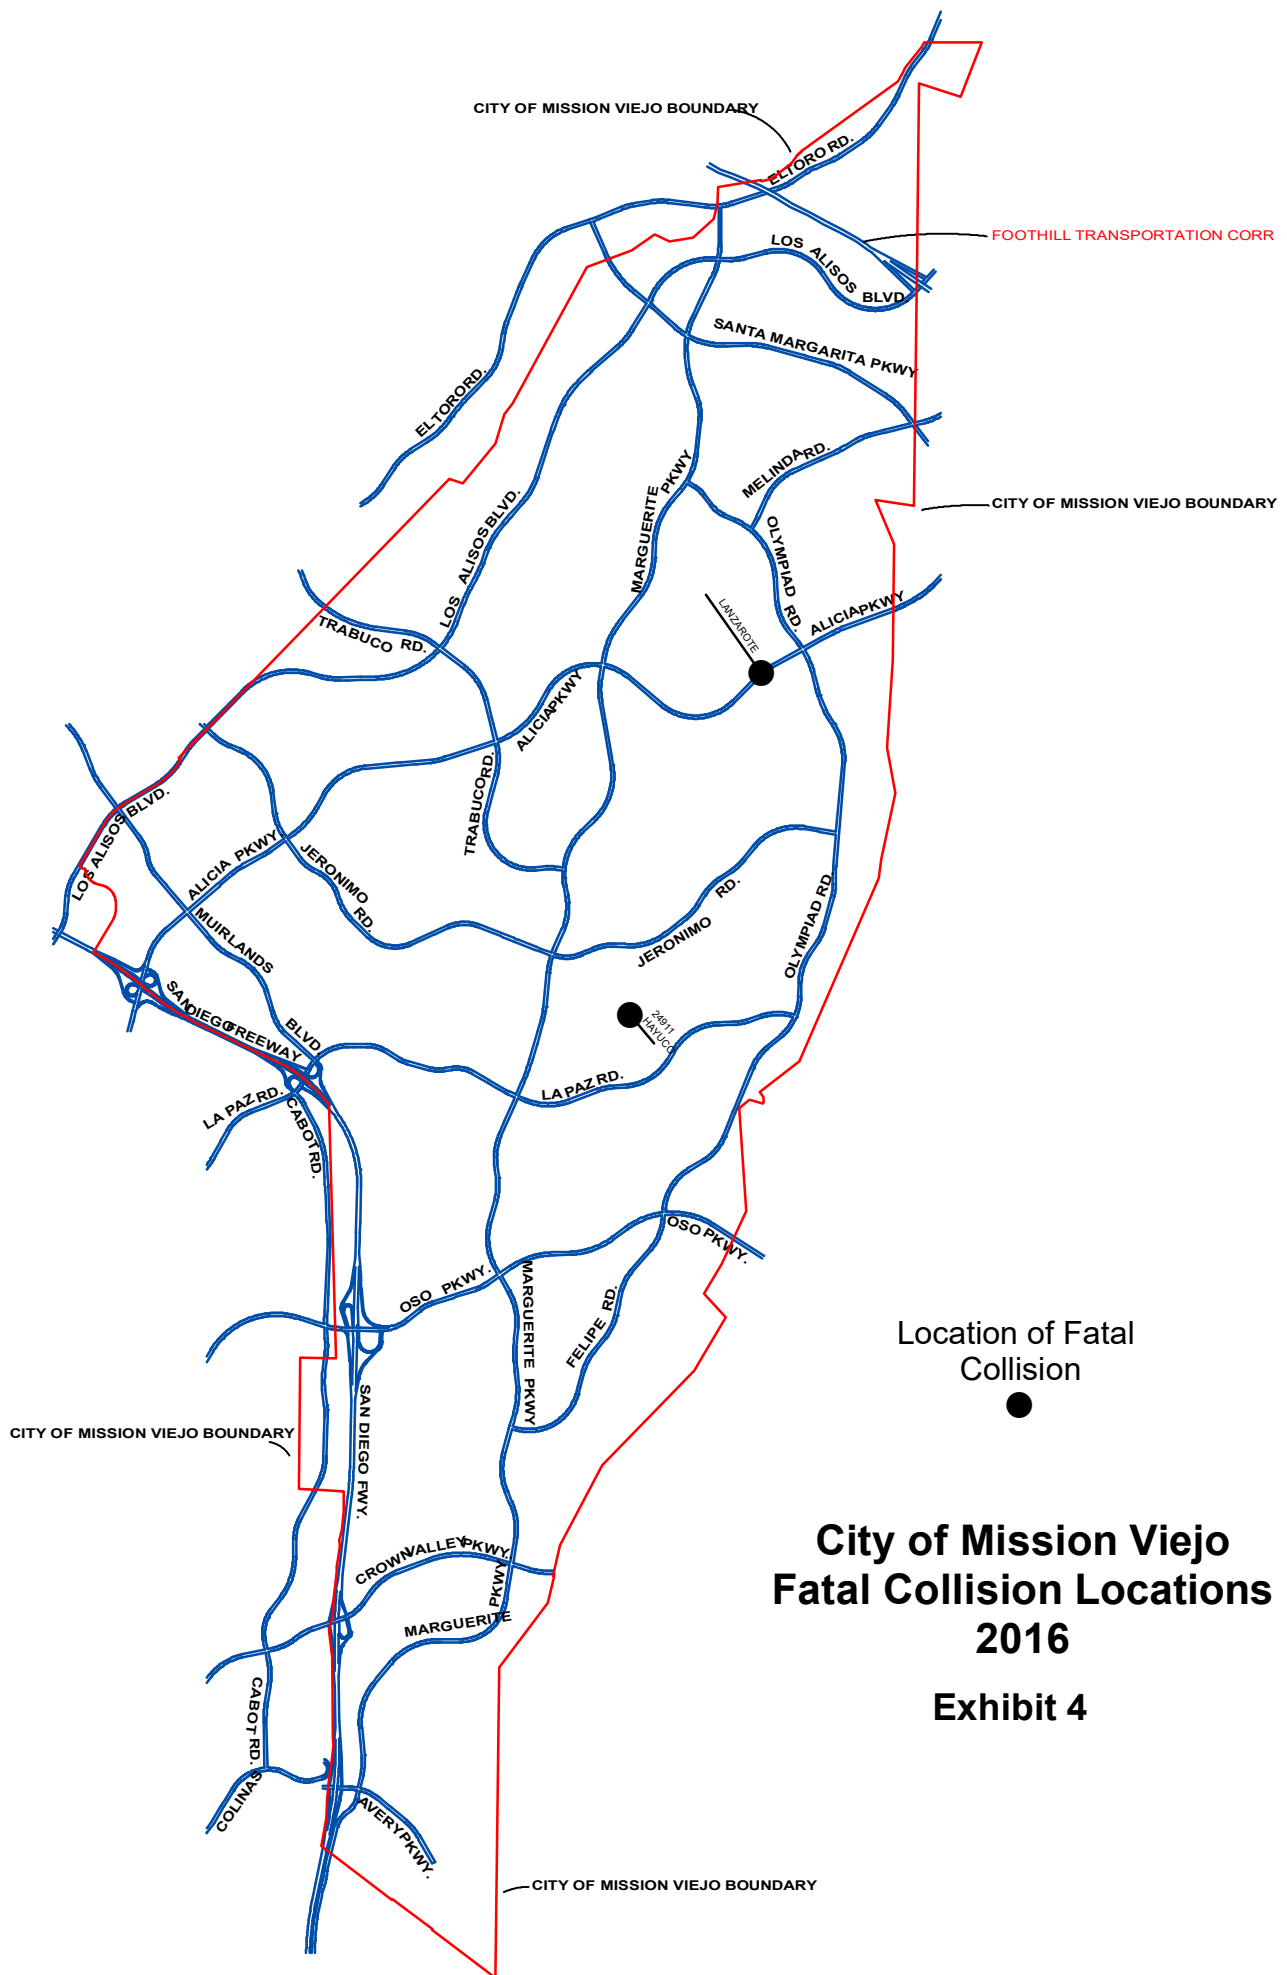 CITY OF MISSION VIEJO BOUNDARY
EL TORO RD.
FOOTHILL TRANSPORTATION CORR
LOS ALISOS BLVD.
SANTA MARGARITA PKWY
EL TORO RD.
MELINDA RD.
MARGUERITE PKWY
CITY OF MISSION VIEJO BOUNDARY
LOS ALISOS BLVD.
OLYMPIAD RD.
ALICIA PKWY
LANZAROTE
TRABUCO RD.
ALICIA PKWY
TRABUCO RD.
LOS ALISOS BLVD.
ALICIA PKWY.
JERONIMO RD.
JERONIMO RD.
OLYMPIAD RD.
MUIRLANDS BLVD.
SAN DIEGO FREEWAY
24911
HAYUCO
LA PAZ RD.
LA PAZ RD.
CABOT RD.
OSO PKWY.
OSO PKWY.
MARGUERITE PKWY
FELIPE RD.
Location of Fatal
Collision
SAN DIEGO FWY.
CITY OF MISSION VIEJO BOUNDARY
City of Mission Viejo
Fatal Collision Locations
2016
Exhibit 4
CROWN VALLEY PKWY.
MARGUERITE PKWY
CABOT RD.
COLINAS
AVERY PKWY.
CITY OF MISSION VIEJO BOUNDARY